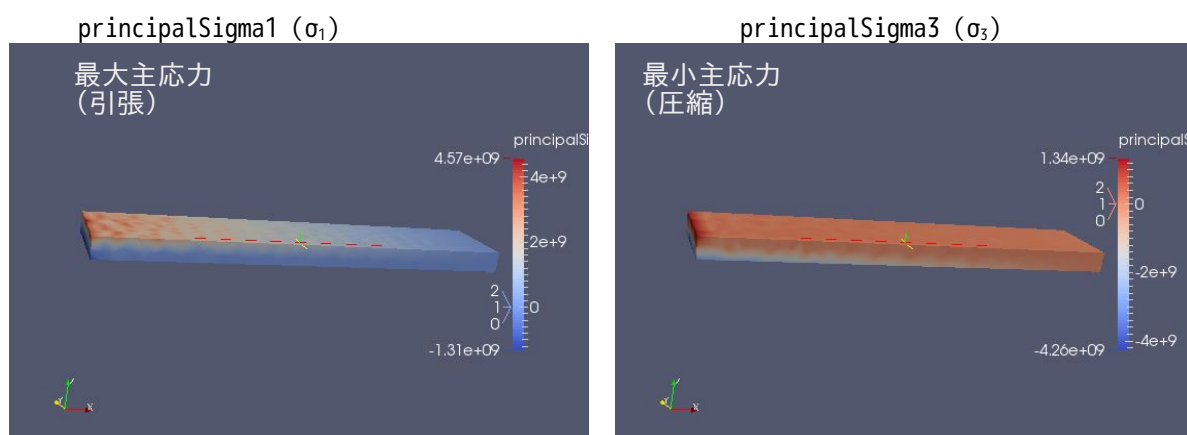 principalSigma1 (σ₁)
principalSigma3 (σ₃)
最大主応力
(引張)
principalSi
4.57e+09
4e+9
2e+9
2
1
0
0
-1.31e+09
Y
Z
X
最小主応力
(圧縮)
principalS
1.34e+09
2
1
0
0
-2e+9
-4e+9
-4.26e+09
Y
Z
X